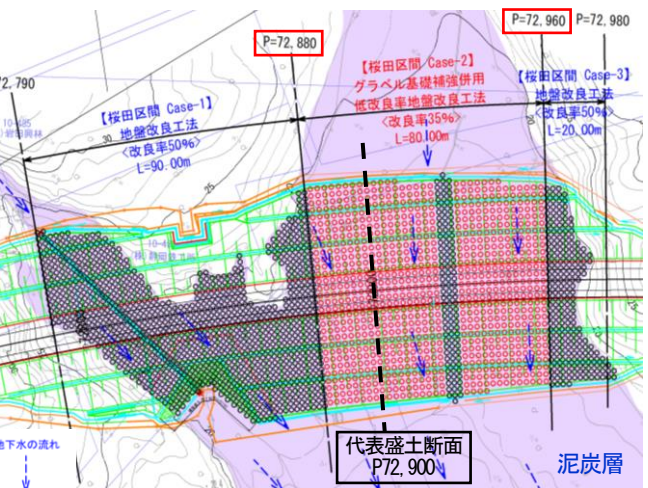 P=72,880
P=72,960
P=72,980
【桜田区間 Case-1】
地盤改良工法
〈改良率50%〉
L=90.00m
【桜田区間 Case-2】
グラベル基礎補強併用
低改良率地盤改良工法
〈改良率35%〉
L=80.00m
【桜田区間 Case-3】
地盤改良工法
〈改良率50%〉
L=20.00m
30
25
20
代表盛土断面
P72,900
下水の流れ
泥炭層